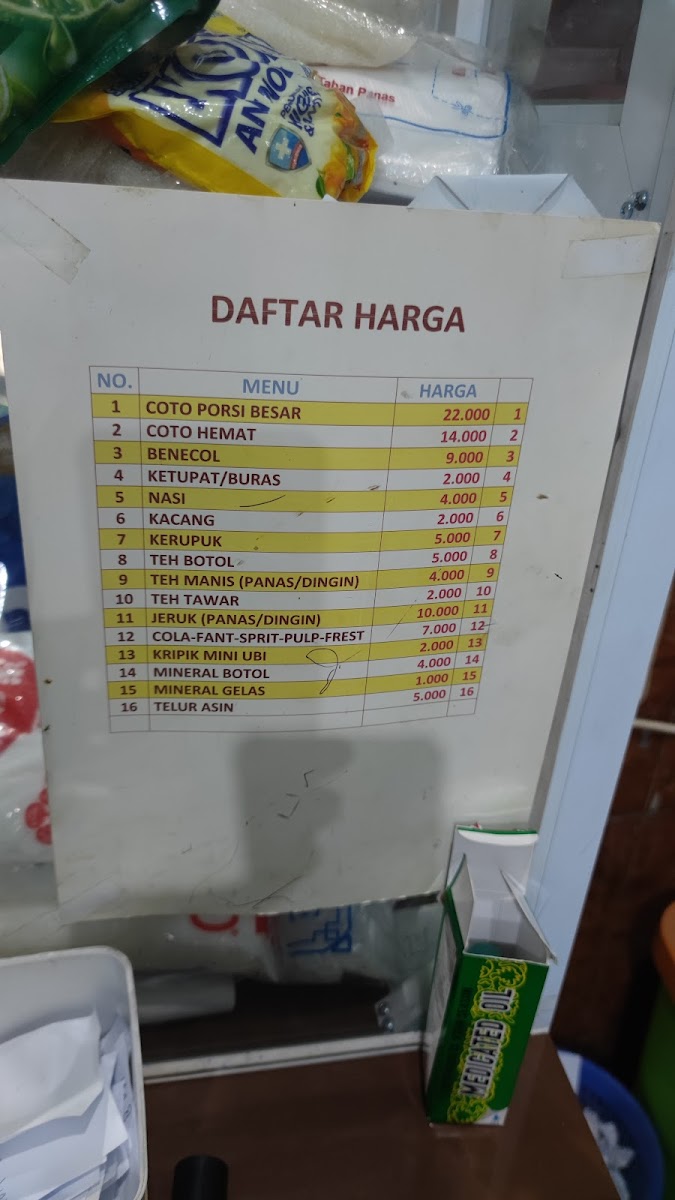 Tahan Panas
DAFTAR HARGA
NO. MENU HARGA
1 COTO PORSI BESAR 22.000 1
2 COTO HEMAT 14.000 2
3 BENECOL 9.000 3
4 KETUPAT/BURAS 2.000 4
5 NASI 4.000 5
6 KACANG 2.000 6
7 KERUPUK 5.000 7
8 TEH BOTOL 5.000 8
9 TEH MANIS (PANAS/DINGIN) 4.000 9
10 TEH TAWAR 2.000 10
11 JERUK (PANAS/DINGIN) 10.000 11
12 COLA-FANT-SPRIT-PULP-FREST 7.000 12
13 KRIPIK MINI UBI 2.000 13
14 MINERAL BOTOL 4.000 14
15 MINERAL GELAS 1.000 15
16 TELUR ASIN 5.000 16
MEDICATED OIL